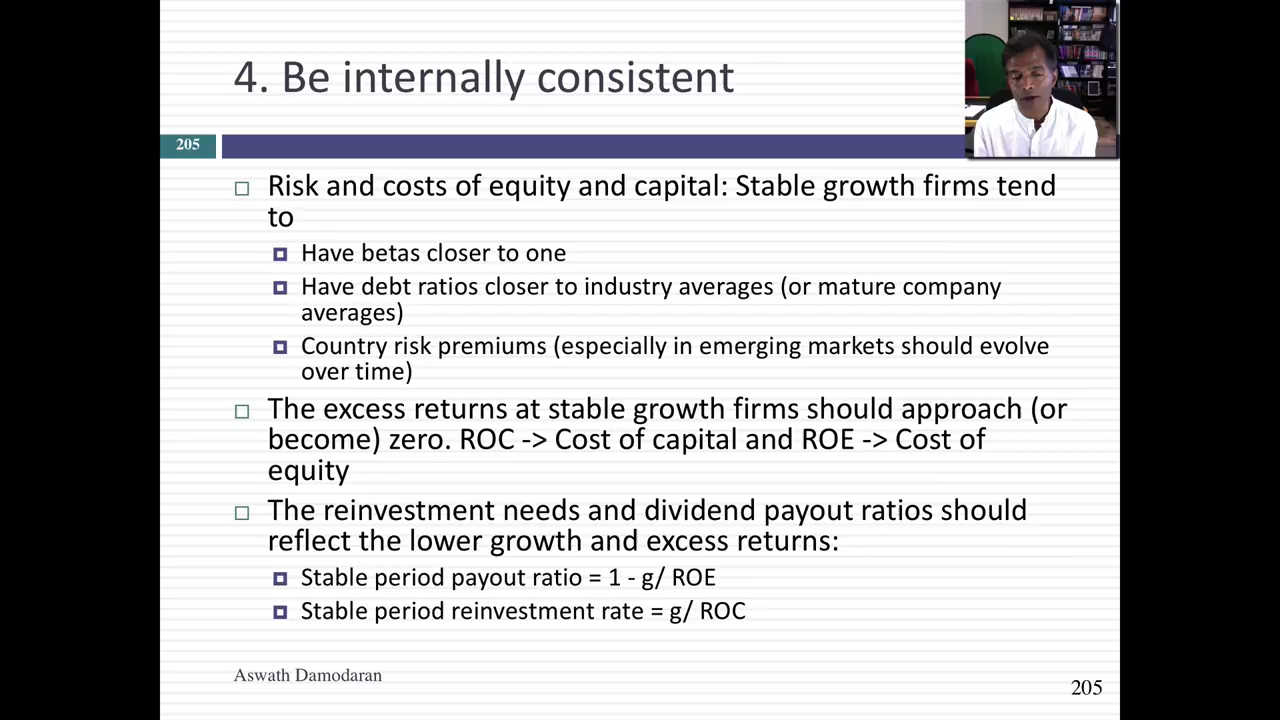 4. Be internally consistent
205
Risk and costs of equity and capital: Stable growth firms tend
to
Have betas closer to one
Have debt ratios closer to industry averages (or mature company
averages)
Country risk premiums (especially in emerging markets should evolve
over time)
The excess returns at stable growth firms should approach (or
become) zero. ROC -> Cost of capital and ROE -> Cost of
equity
The reinvestment needs and dividend payout ratios should
reflect the lower growth and excess returns:
Stable period payout ratio = 1 - g/ ROE
Stable period reinvestment rate = g/ ROC
Aswath Damodaran
205